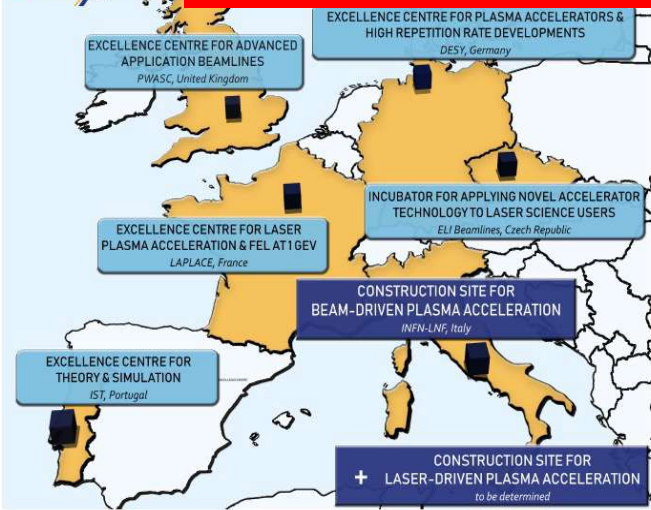 EXCELLENCE CENTRE FOR PLASMA ACCELERATORS &
HIGH REPETITION RATE DEVELOPMENTS
DESY, Germany
EXCELLENCE CENTRE FOR ADVANCED
APPLICATION BEAMLINES
PWASC, United Kingdom
INCUBATOR FOR APPLYING NOVEL ACCELERATOR
TECHNOLOGY TO LASER SCIENCE USERS
ELI Beamlines, Czech Republic
EXCELLENCE CENTRE FOR LASER
PLASMA ACCELERATION & FEL AT 1 GEV
LAPLACE, France
CONSTRUCTION SITE FOR
BEAM-DRIVEN PLASMA ACCELERATION
INFN-LNF, Italy
EXCELLENCE CENTRE FOR
THEORY & SIMULATION
IST, Portugal
+ CONSTRUCTION SITE FOR
LASER-DRIVEN PLASMA ACCELERATION
to be determined